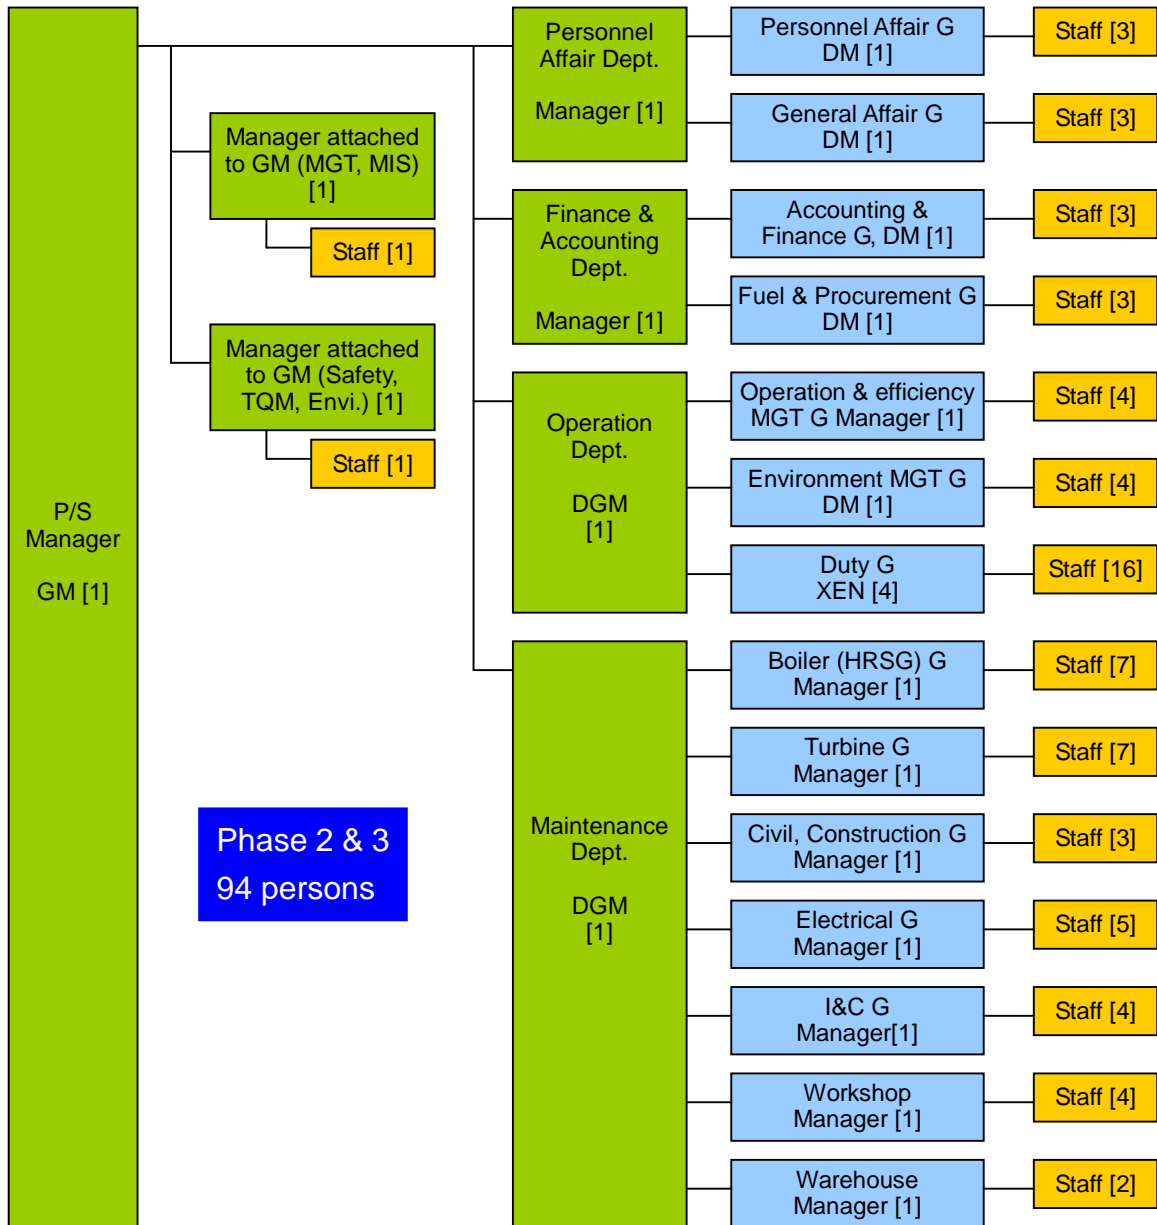 P/S
Manager
GM [1]
Manager attached
to GM (MGT, MIS)
[1]
Staff [1]
Manager attached
to GM (Safety,
TQM, Envi.) [1]
Staff [1]
Phase 2 & 3
94 persons
Personnel
Affair Dept.
Manager [1]
Personnel Affair G
DM [1]
Staff [3]
General Affair G
DM [1]
Staff [3]
Finance &
Accounting
Dept.
Manager [1]
Accounting &
Finance G, DM [1]
Staff [3]
Fuel & Procurement G
DM [1]
Staff [3]
Operation
Dept.
DGM
[1]
Operation & efficiency
MGT G Manager [1]
Staff [4]
Environment MGT G
DM [1]
Staff [4]
Duty G
XEN [4]
Staff [16]
Maintenance
Dept.
DGM
[1]
Boiler (HRSG) G
Manager [1]
Staff [7]
Turbine G
Manager [1]
Staff [7]
Civil, Construction G
Manager [1]
Staff [3]
Electrical G
Manager [1]
Staff [5]
I&C G
Manager[1]
Staff [4]
Workshop
Manager [1]
Staff [4]
Warehouse
Manager [1]
Staff [2]